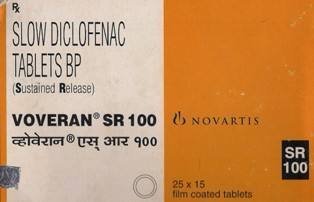 Rx
SLOW DICLOFENAC
TABLETS BP
(Sustained Release)
VOVERAN® SR 100
व्होवेरान® एस् आर १००
NOVARTIS
SR
100
25 x 15
film coated tablets